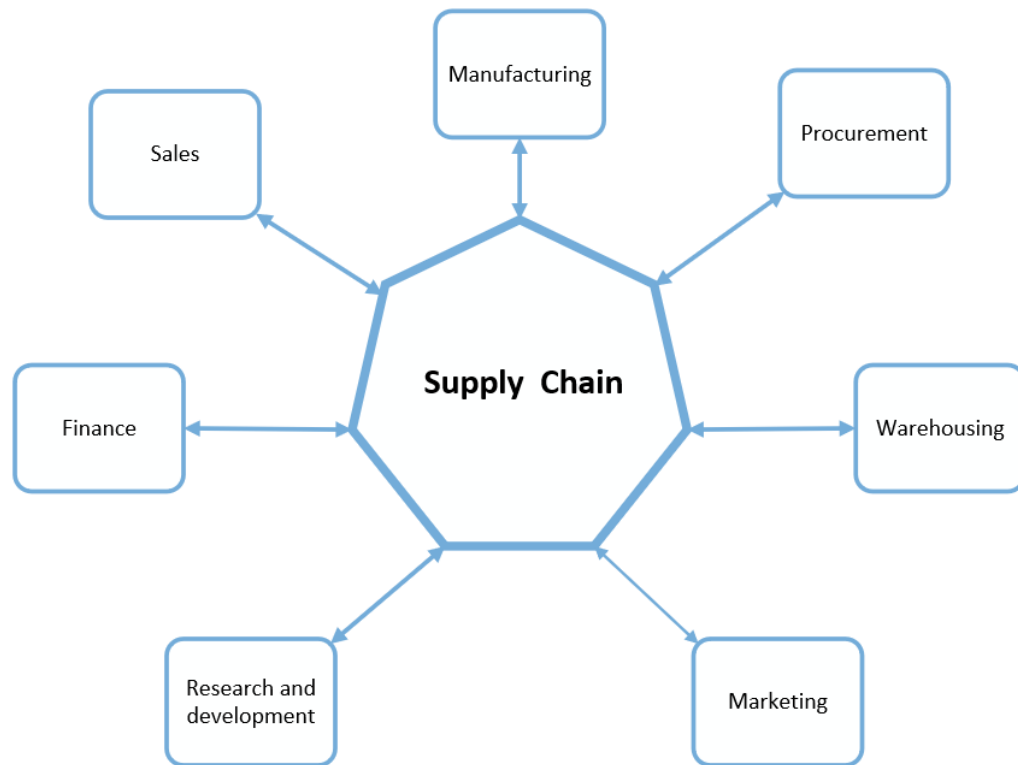 Manufacturing
Procurement
Sales
Supply Chain
Finance
Warehousing
Research and
development
Marketing